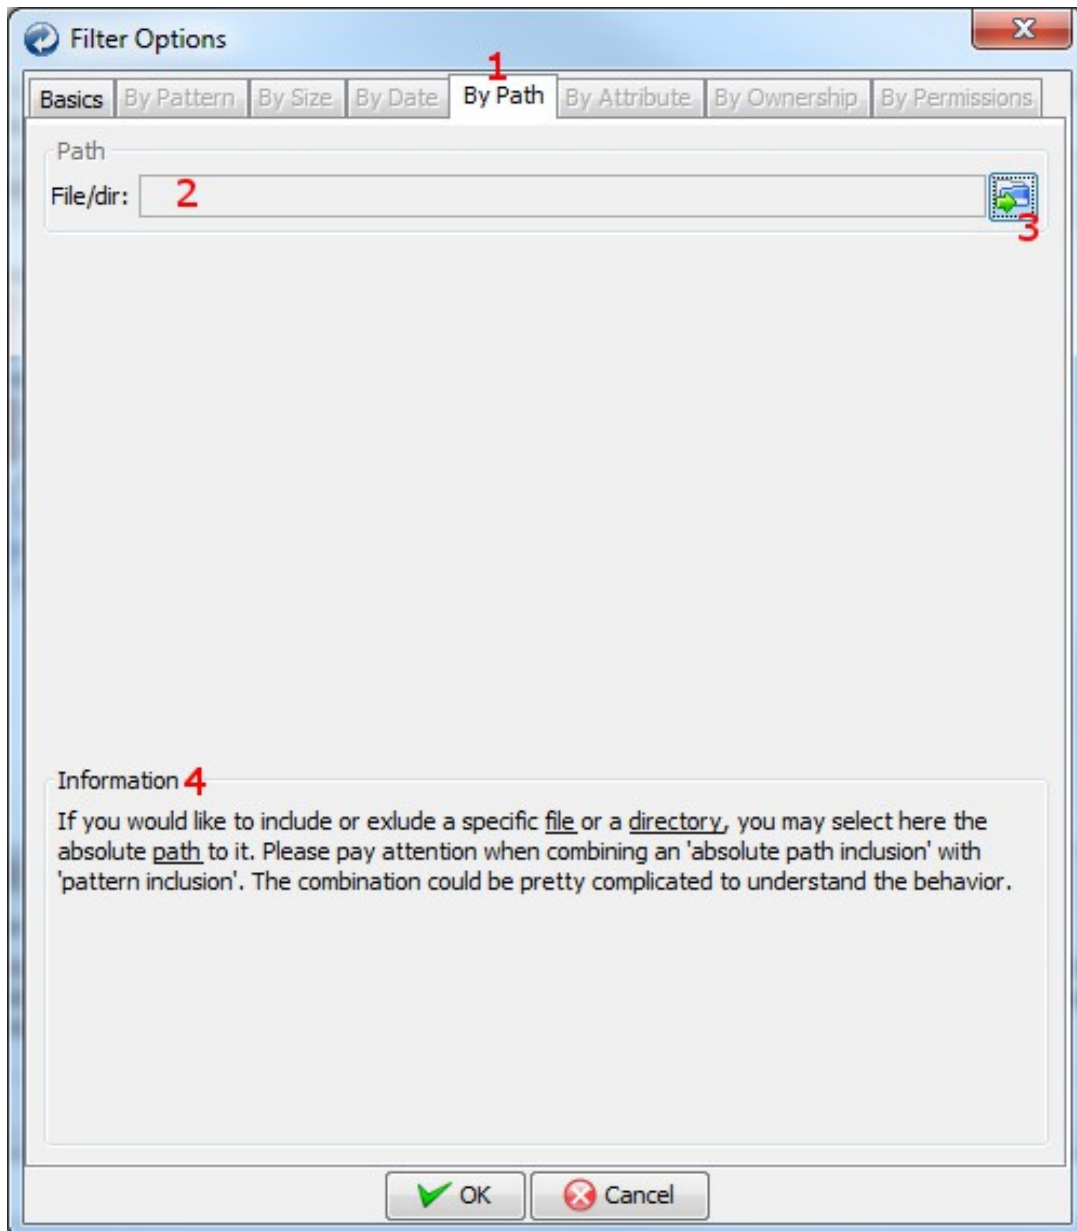 Filter Options
1
Basics By Pattern By Size By Date By Path By Attribute By Ownership By Permissions
Path
File/dir: 2
3
Information 4
If you would like to include or exlude a specific file or a directory, you may select here the
absolute path to it. Please pay attention when combining an 'absolute path inclusion' with
'pattern inclusion'. The combination could be pretty complicated to understand the behavior.
OK Cancel